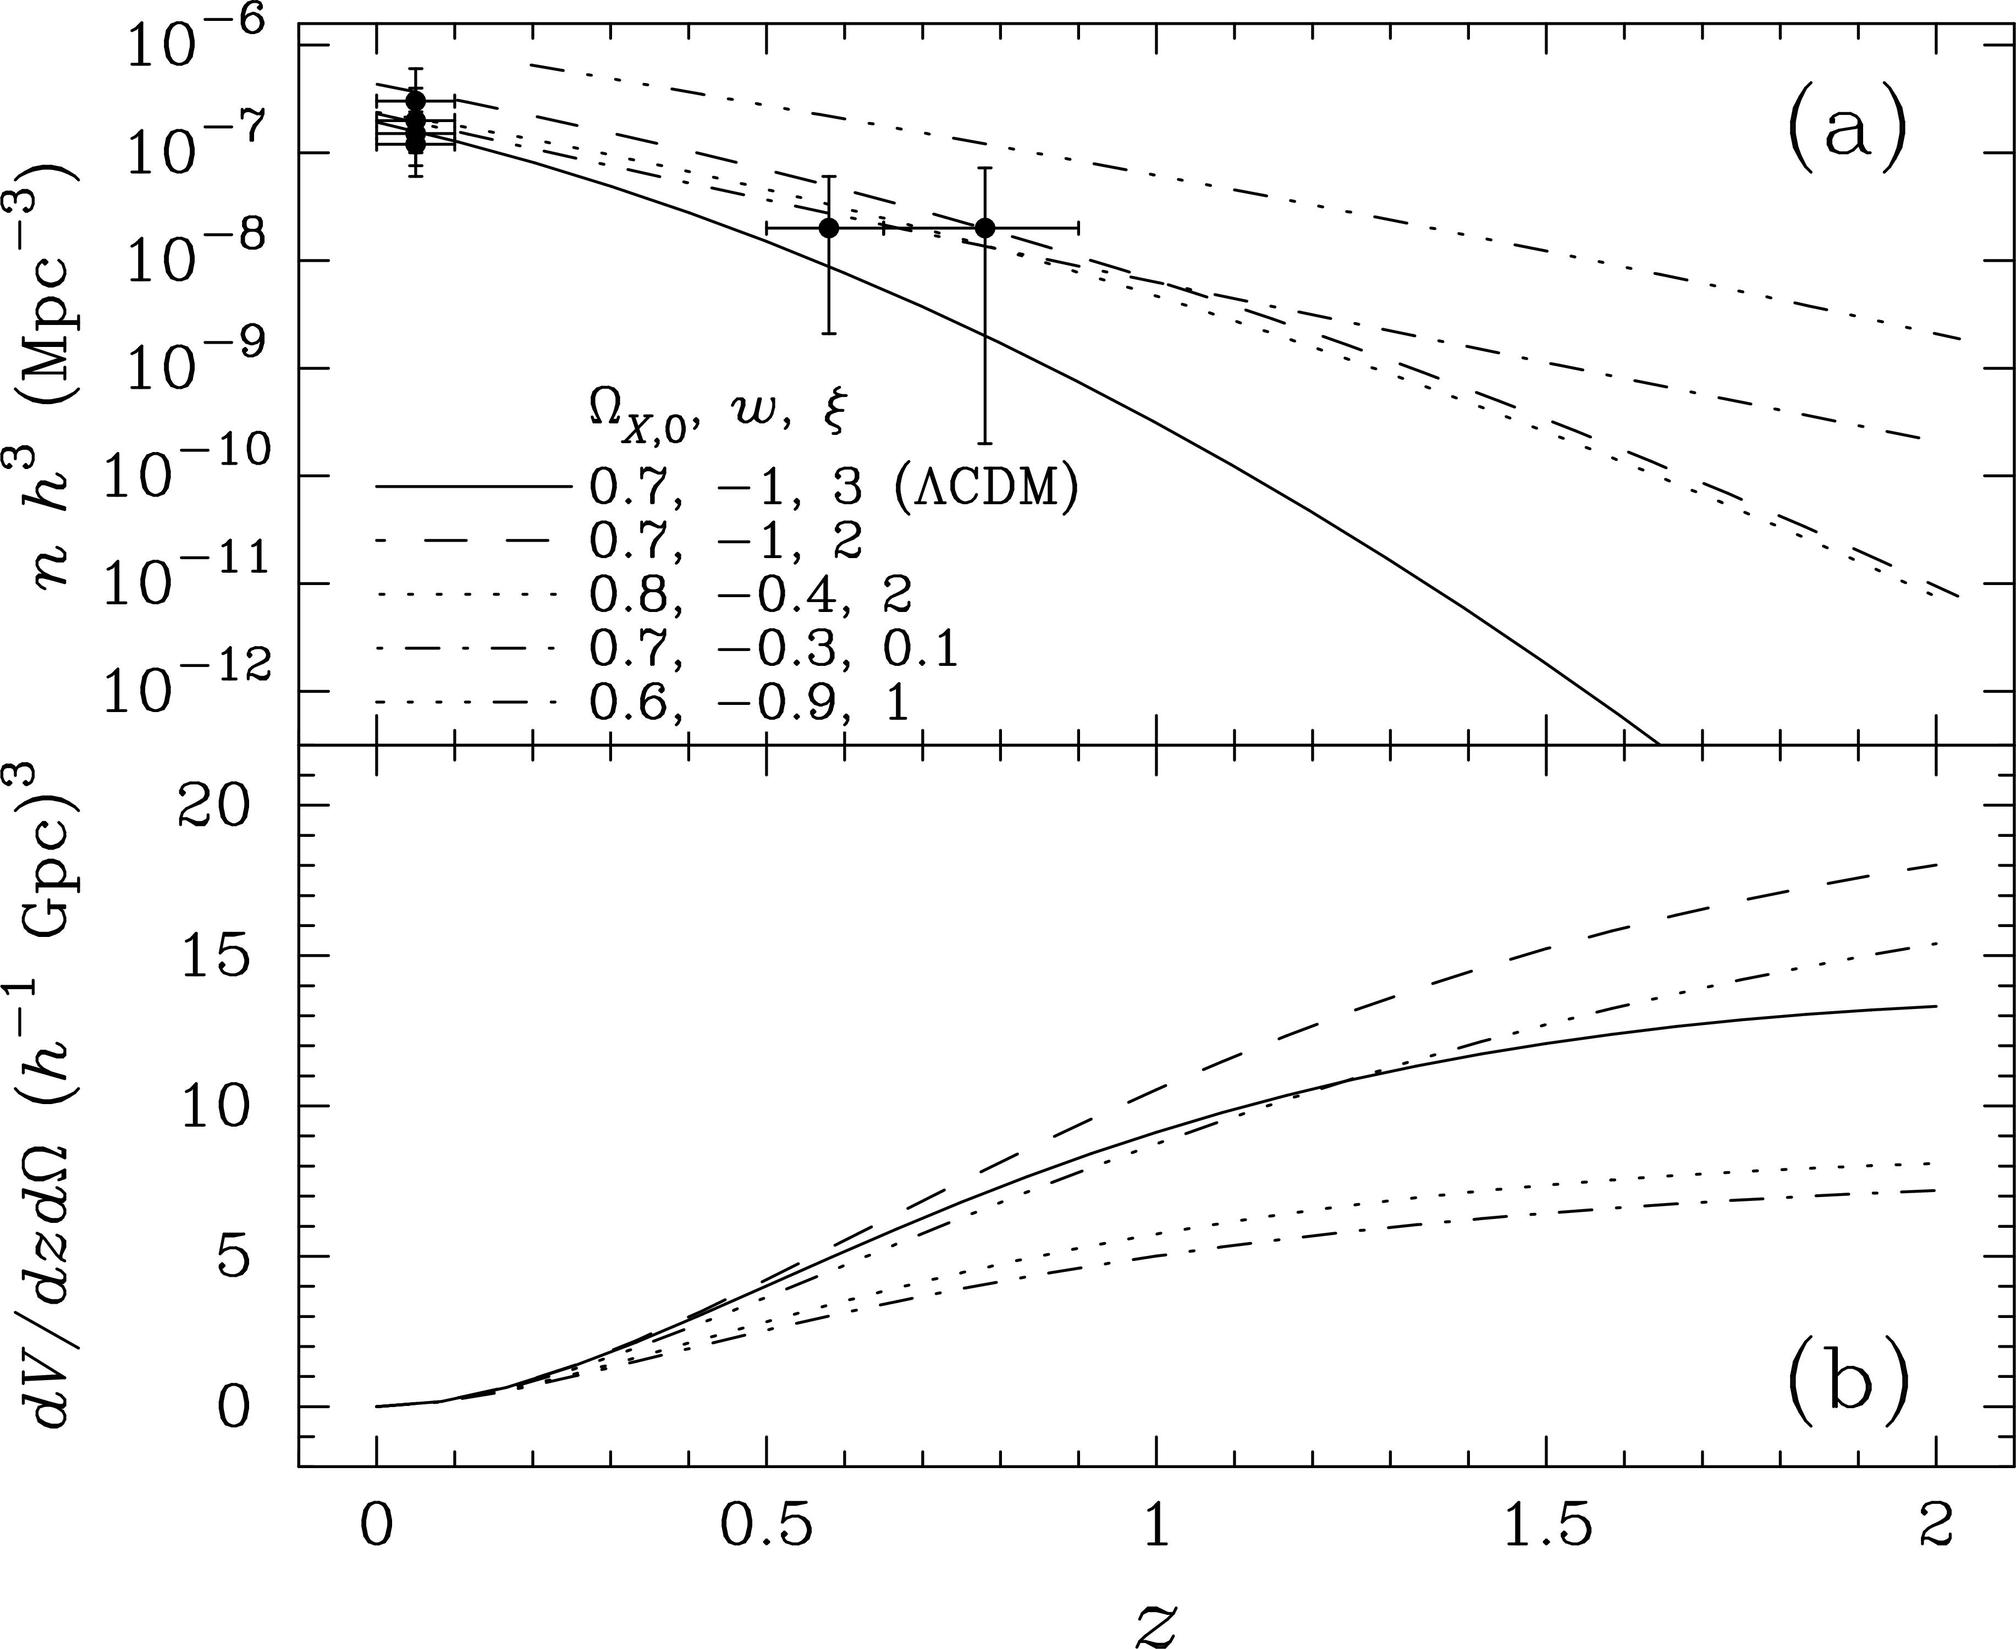 10⁻⁶
10⁻⁷
10⁻⁸
10⁻⁹
10⁻¹⁰
10⁻¹¹
10⁻¹²
n h³ (Mpc⁻³)
(a)
Ω_X,0, w, ξ
0.7, −1, 3 (ΛCDM)
0.7, −1, 2
0.8, −0.4, 2
0.7, −0.3, 0.1
0.6, −0.9, 1
20
15
10
5
0
dV/dzdΩ (h⁻¹ Gpc)³
(b)
0 0.5 1 1.5 2
z